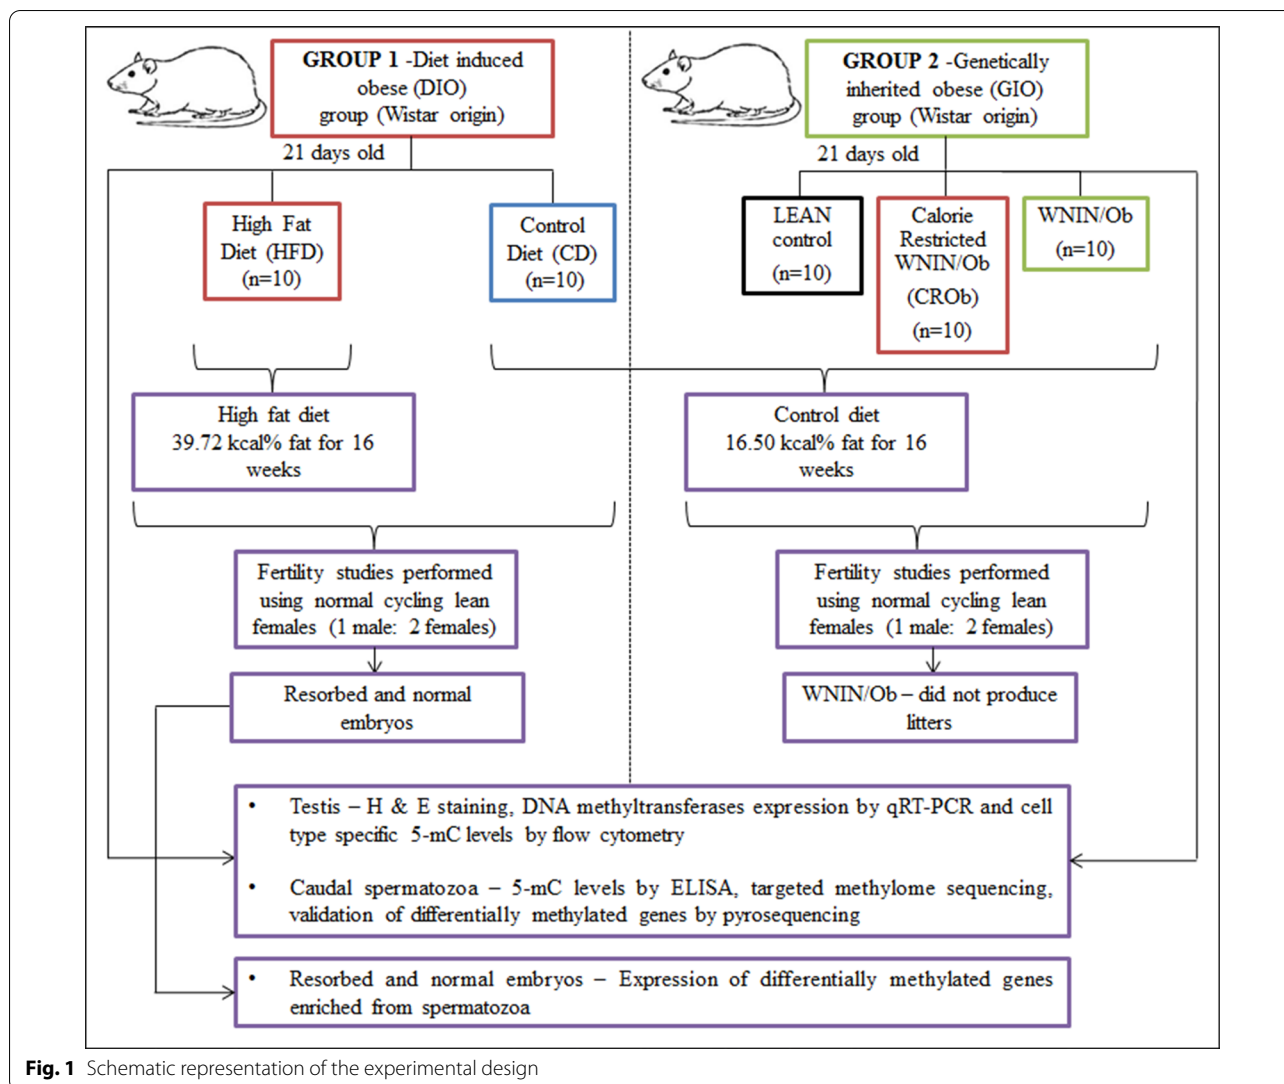 GROUP 1 -Diet induced
obese (DIO)
group (Wistar origin)
21 days old
High Fat
Diet (HFD)
(n=10)
Control
Diet (CD)
(n=10)
GROUP 2 -Genetically
inherited obese (GIO)
group (Wistar origin)
21 days old
LEAN
control
(n=10)
Calorie
Restricted
WNIN/Ob
(CROb)
(n=10)
WNIN/Ob
(n=10)
High fat diet
39.72 kcal% fat for 16
weeks
Control diet
16.50 kcal% fat for 16
weeks
Fertility studies performed
using normal cycling lean
females (1 male: 2 females)
Fertility studies performed
using normal cycling lean
females (1 male: 2 females)
Resorbed and normal
embryos
WNIN/Ob – did not produce
litters
• Testis – H & E staining, DNA methyltransferases expression by qRT-PCR and cell
type specific 5-mC levels by flow cytometry
• Caudal spermatozoa – 5-mC levels by ELISA, targeted methylome sequencing,
validation of differentially methylated genes by pyrosequencing
• Resorbed and normal embryos – Expression of differentially methylated genes
enriched from spermatozoa
Fig. 1 Schematic representation of the experimental design